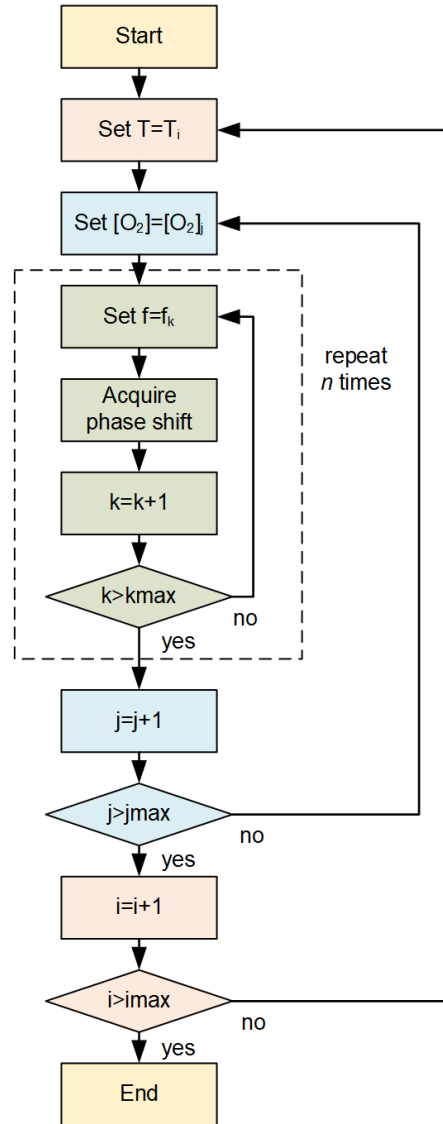 Start
Set T=Tᵢ
Set [O₂]=[O₂]ⱼ
Set f=fₖ
repeat
n times
Acquire
phase shift
k=k+1
k>kmax
no
yes
j=j+1
j>jmax
no
yes
i=i+1
i>imax
no
yes
End